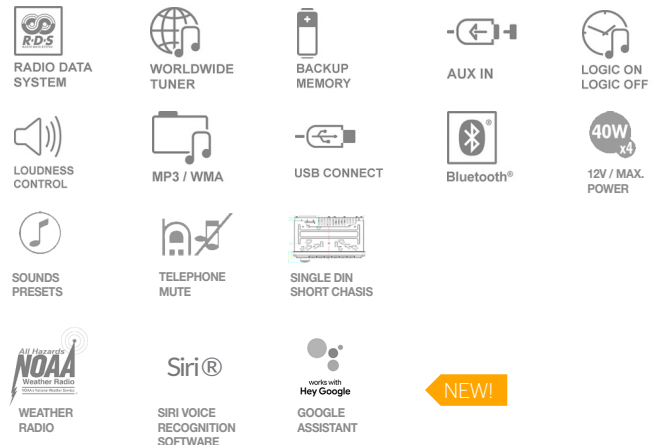 R·D·S
RADIO DATA
SYSTEM
WORLDWIDE
TUNER
BACKUP
MEMORY
AUX IN
LOGIC ON
LOGIC OFF
LOUDNESS
CONTROL
MP3 / WMA
USB CONNECT
®
Bluetooth®
40W
x4
12V / MAX.
POWER
SOUNDS
PRESETS
TELEPHONE
MUTE
SINGLE DIN
SHORT CHASIS
All Hazards
NOAA
Weather Radio
WEATHER
RADIO
Siri®
SIRI VOICE
RECOGNITION
SOFTWARE
works with
Hey Google
GOOGLE
ASSISTANT
NEW!